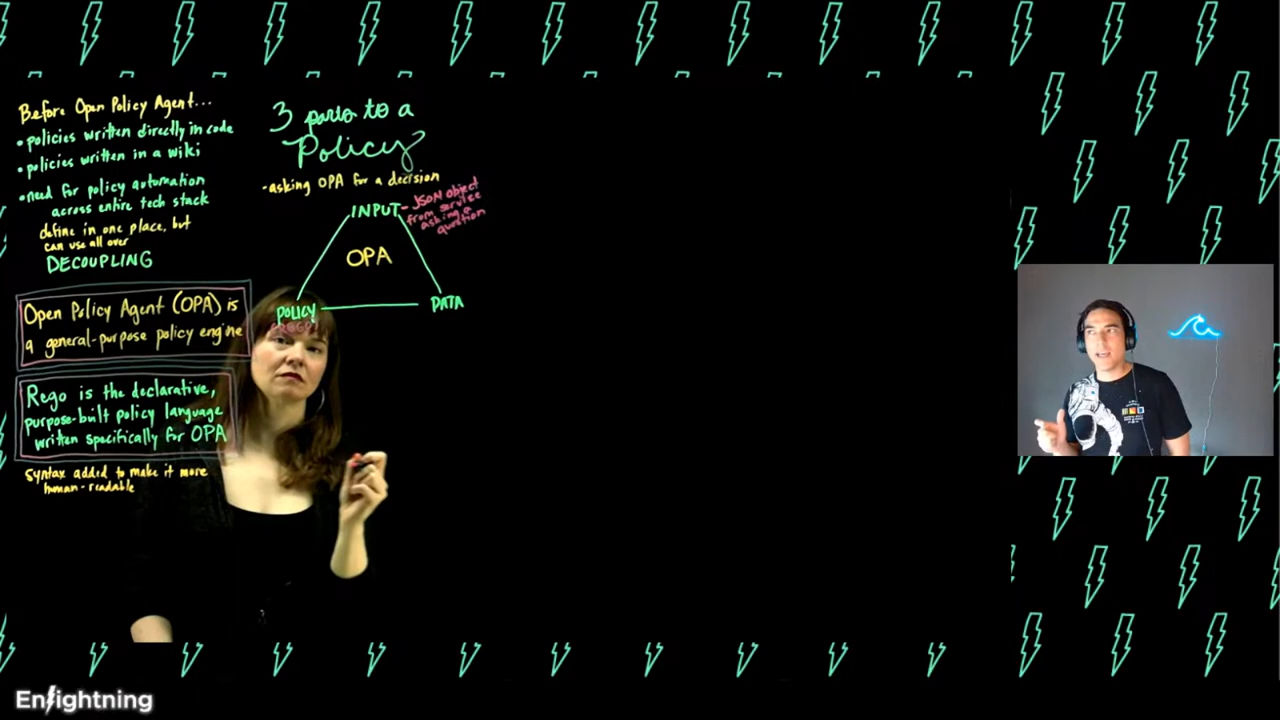 Before Open Policy Agent...
• policies written directly in code
• policies written in a wiki
• need for policy automation
across entire tech stack
define in one place, but
can use all over
DECOUPLING
Open Policy Agent (OPA) is
a general-purpose policy engine
Rego is the declarative,
purpose-built policy language
written specifically for OPA
Syntax added to make it more
human-readable
3 parts to a
Policy
- asking OPA for a decision
INPUT - JSON object
from service
asking a
question
OPA
POLICY
DATA
Enlightning